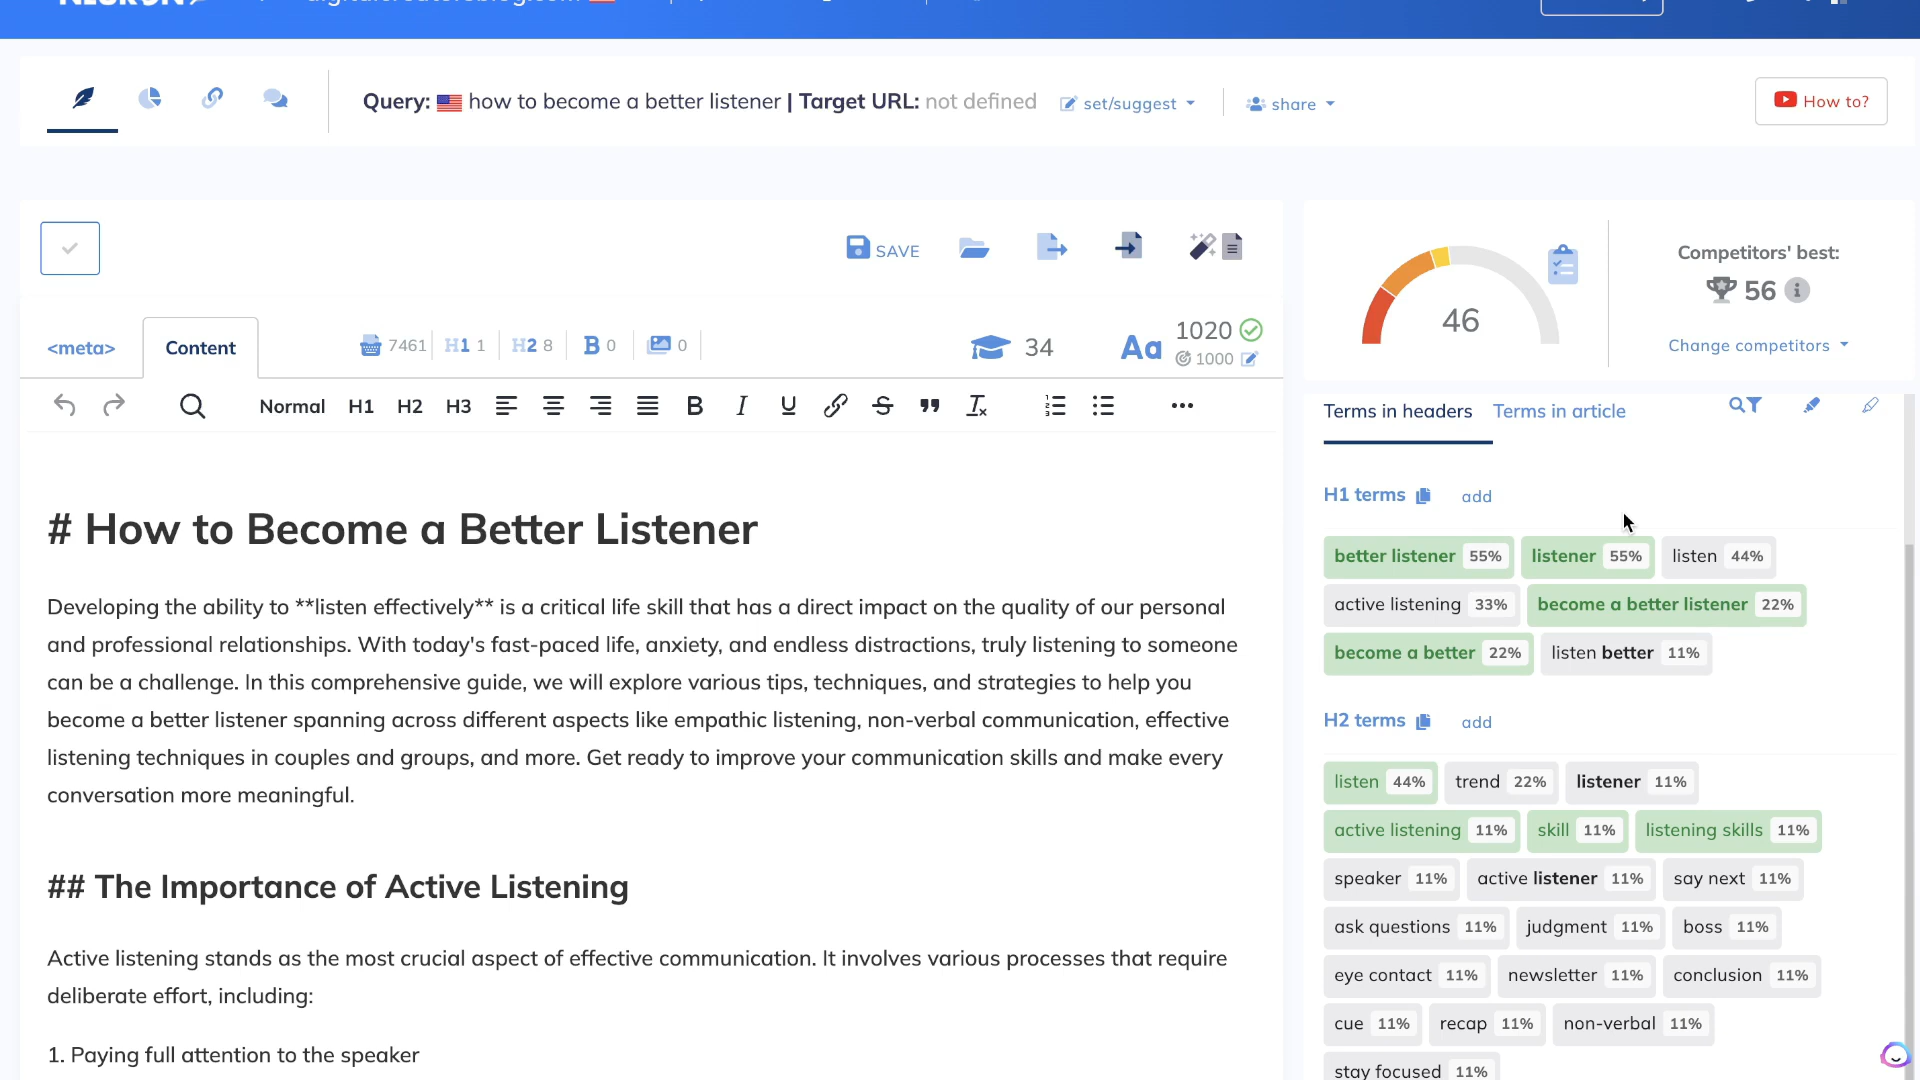 Query: how to become a better listener | Target URL: not defined set/suggest share How to?
SAVE
<meta> Content 7461 H1 1 H2 8 B 0 0 34 Aa 1020 1000
Normal H1 H2 H3 B I U S
# How to Become a Better Listener
Developing the ability to **listen effectively** is a critical life skill that has a direct impact on the quality of our personal
and professional relationships. With today's fast-paced life, anxiety, and endless distractions, truly listening to someone
can be a challenge. In this comprehensive guide, we will explore various tips, techniques, and strategies to help you
become a better listener spanning across different aspects like empathic listening, non-verbal communication, effective
listening techniques in couples and groups, and more. Get ready to improve your communication skills and make every
conversation more meaningful.
## The Importance of Active Listening
Active listening stands as the most crucial aspect of effective communication. It involves various processes that require
deliberate effort, including:
1. Paying full attention to the speaker
46
Competitors' best:
56
Change competitors
Terms in headers Terms in article
H1 terms add
better listener 55% listener 55% listen 44%
active listening 33% become a better listener 22%
become a better 22% listen better 11%
H2 terms add
listen 44% trend 22% listener 11%
active listening 11% skill 11% listening skills 11%
speaker 11% active listener 11% say next 11%
ask questions 11% judgment 11% boss 11%
eye contact 11% newsletter 11% conclusion 11%
cue 11% recap 11% non-verbal 11%
stay focused 11%